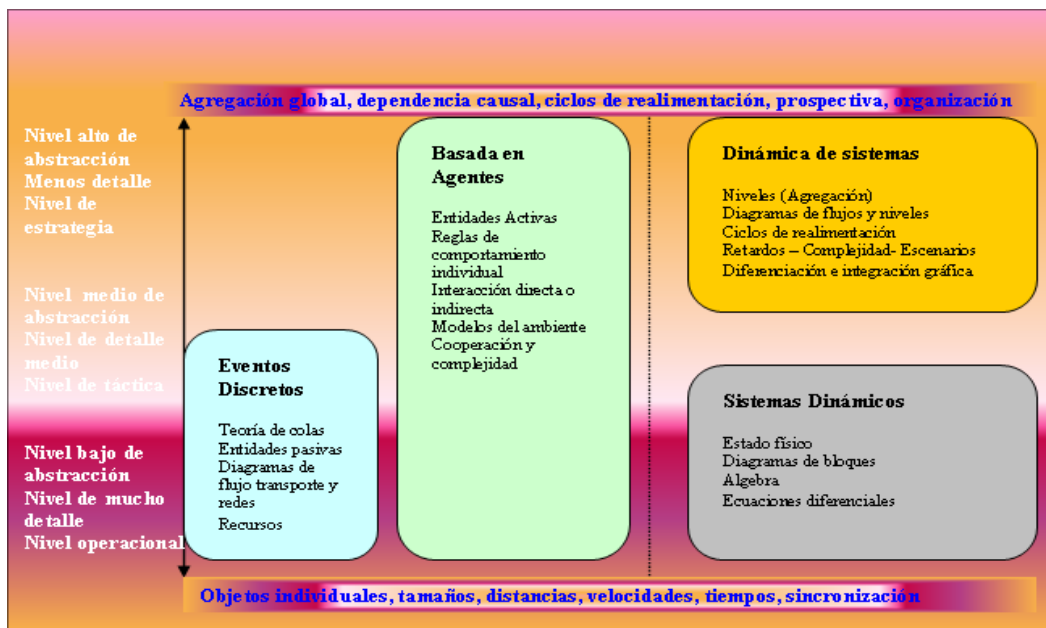 Agregación global, dependencia causal, ciclos de realimentación, prospectiva, organización
Nivel alto de
abstracción
Menos detalle
Nivel de
estrategia
Nivel medio de
abstracción
Nivel de detalle
medio
Nivel de táctica
Nivel bajo de
abstracción
Nivel de mucho
detalle
Nivel operacional
Eventos
Discretos
Teoría de colas
Entidades pasivas
Diagramas de
flujo transporte y
redes
Recursos
Basada en
Agentes
Entidades Activas
Reglas de
comportamiento
individual
Interacción directa o
indirecta
Modelos del ambiente
Cooperación y
complejidad
Dinámica de sistemas
Niveles (Agregación)
Diagramas de flujos y niveles
Ciclos de realimentación
Retardos – Complejidad- Escenarios
Diferenciación e integración gráfica
Sistemas Dinámicos
Estado físico
Diagramas de bloques
Algebra
Ecuaciones diferenciales
Objetos individuales, tamaños, distancias, velocidades, tiempos, sincronización